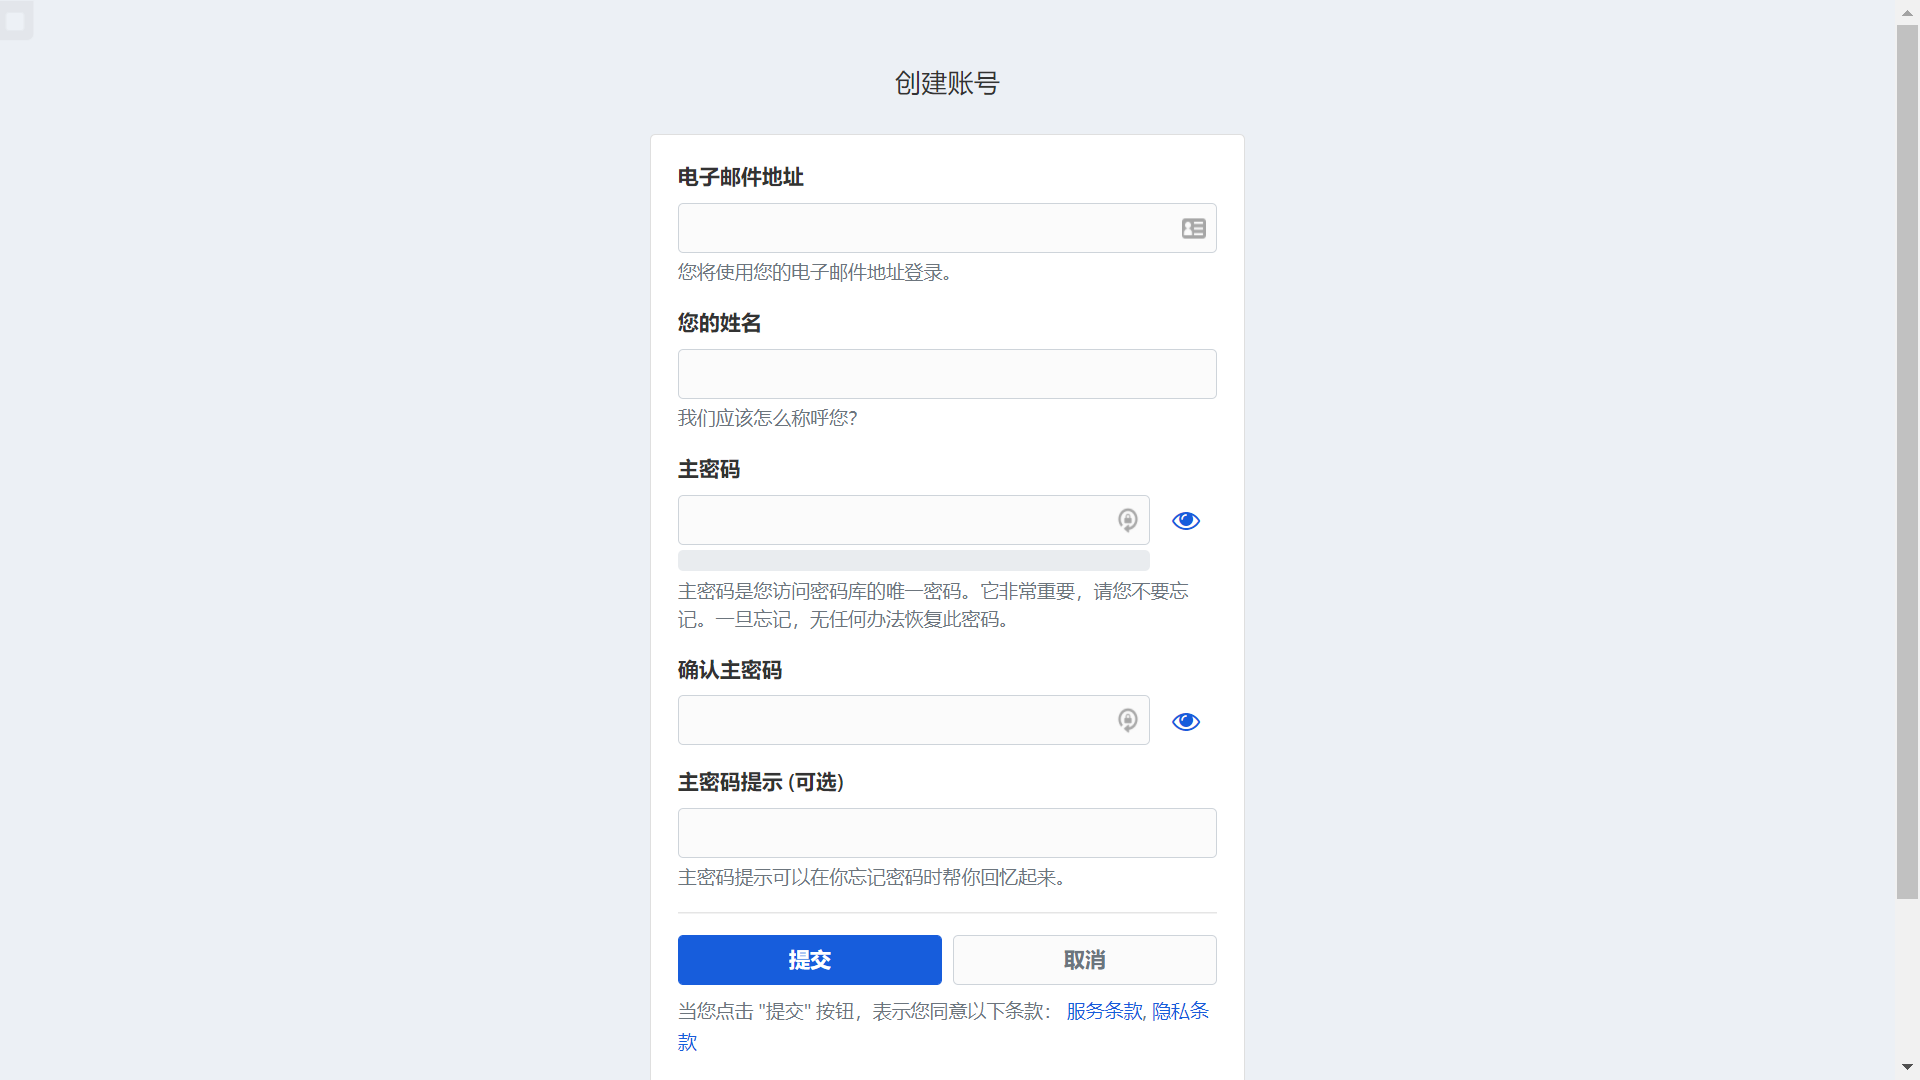 创建账号
电子邮件地址
您将使用您的电子邮件地址登录。
您的姓名
我们应该怎么称呼您?
主密码
主密码是您访问密码库的唯一密码。它非常重要，请您不要忘
记。一旦忘记，无任何办法恢复此密码。
确认主密码
主密码提示 (可选)
主密码提示可以在你忘记密码时帮你回忆起来。
提交 取消
当您点击 "提交" 按钮，表示您同意以下条款： 服务条款, 隐私条
款